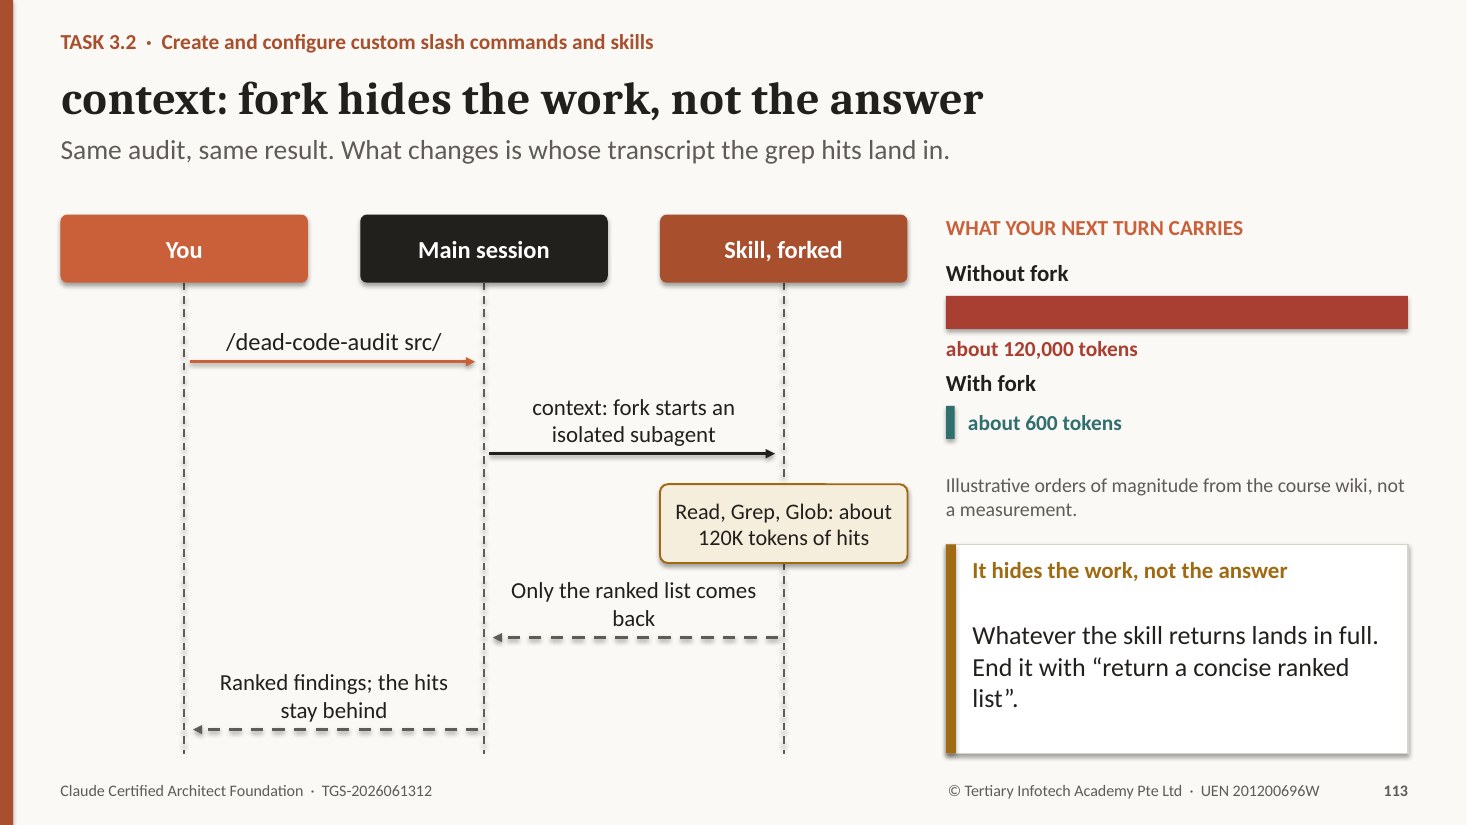 TASK 3.2 · Create and configure custom slash commands and skills
context: fork hides the work, not the answer
Same audit, same result. What changes is whose transcript the grep hits land in.
You
Main session
Skill, forked
/dead-code-audit src/
context: fork starts an
isolated subagent
Read, Grep, Glob: about
120K tokens of hits
Only the ranked list comes
back
Ranked findings; the hits
stay behind
WHAT YOUR NEXT TURN CARRIES
Without fork
about 120,000 tokens
With fork
about 600 tokens
Illustrative orders of magnitude from the course wiki, not
a measurement.
It hides the work, not the answer
Whatever the skill returns lands in full.
End it with “return a concise ranked
list”.
Claude Certified Architect Foundation · TGS-2026061312
© Tertiary Infotech Academy Pte Ltd · UEN 201200696W
113